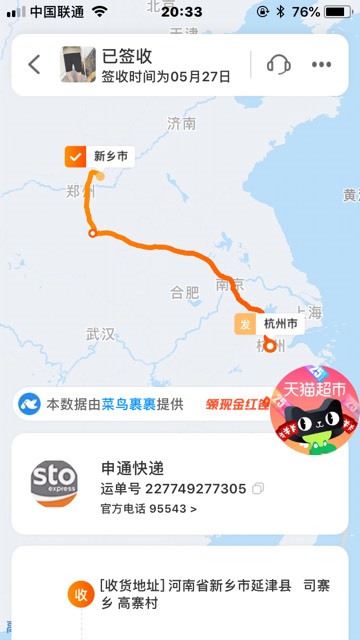 中国联通
20:33
76%
北京
天津
已签收
签收时间为05月27日
济南
新乡市
郑州
南京
合肥
上海
发 杭州市
杭州
武汉
本数据由菜鸟裹裹提供
领现金红包
天猫超市
sto
express
申通快递
运单号 227749277305
官方电话 95543 >
收
[收货地址] 河南省新乡市延津县 司寨
乡 高寨村